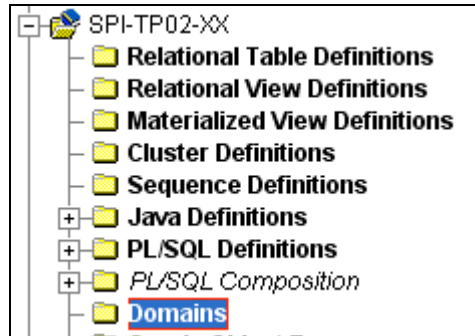 SPI-TP02-XX
Relational Table Definitions
Relational View Definitions
Materialized View Definitions
Cluster Definitions
Sequence Definitions
Java Definitions
PL/SQL Definitions
PL/SQL Composition
Domains